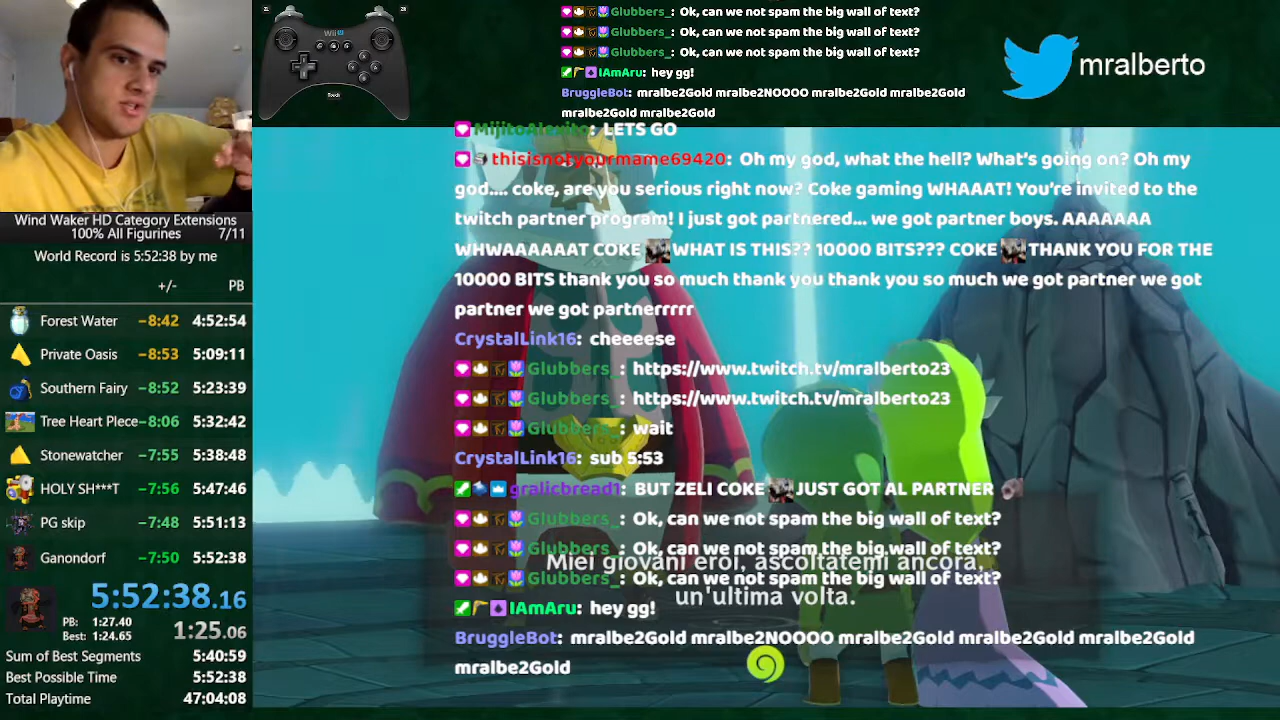 Wii U
Glubbers_: Ok, can we not spam the big wall of text?
Glubbers_: Ok, can we not spam the big wall of text?
Glubbers_: Ok, can we not spam the big wall of text?
IAmAru: hey gg!
BruggleBot: mralbe2Gold mralbe2NOOOO mralbe2Gold mralbe2Gold
mralbe2Gold mralbe2Gold
mralberto
MijitoAlexito: LETS GO
thisisnotyourmame69420: Oh my god, what the hell? What's going on? Oh my
god.... coke, are you serious right now? Coke gaming WHAAAT! You're invited to the
twitch partner program! I just got partnered... we got partner boys. AAAAAAA
WHWAAAAAAT COKE WHAT IS THIS?? 10000 BITS??? COKE THANK YOU FOR THE
10000 BITS thank you so much thank you thank you so much we got partner we got
partner we got partnerrrrr
CrystalLink16: cheeeese
Glubbers_: https://www.twitch.tv/mralberto23
Glubbers_: https://www.twitch.tv/mralberto23
Glubbers_: wait
CrystalLink16: sub 5:53
gralicbread1: BUT ZELI COKE JUST GOT AL PARTNER
Glubbers_: Ok, can we not spam the big wall of text?
Glubbers_: Ok, can we not spam the big wall of text?
Miei giovani eroi, ascoltatemi ancora,
Glubbers_: Ok, can we not spam the big wall of text?
un'ultima volta.
IAmAru: hey gg!
BruggleBot: mralbe2Gold mralbe2NOOOO mralbe2Gold mralbe2Gold mralbe2Gold
mralbe2Gold
Wind Waker HD Category Extensions
100% All Figurines 7/11
World Record is 5:52:38 by me
+/- PB
Forest Water -8:42 4:52:54
Private Oasis -8:53 5:09:11
Southern Fairy -8:52 5:23:39
Tree Heart Piece -8:06 5:32:42
Stonewatcher -7:55 5:38:48
HOLY SH***T -7:56 5:47:46
PG skip -7:48 5:51:13
Ganondorf -7:50 5:52:38
5:52:38.16
PB: 1:27.40
Best: 1:24.65
1:25.06
Sum of Best Segments 5:40:59
Best Possible Time 5:52:38
Total Playtime 47:04:08